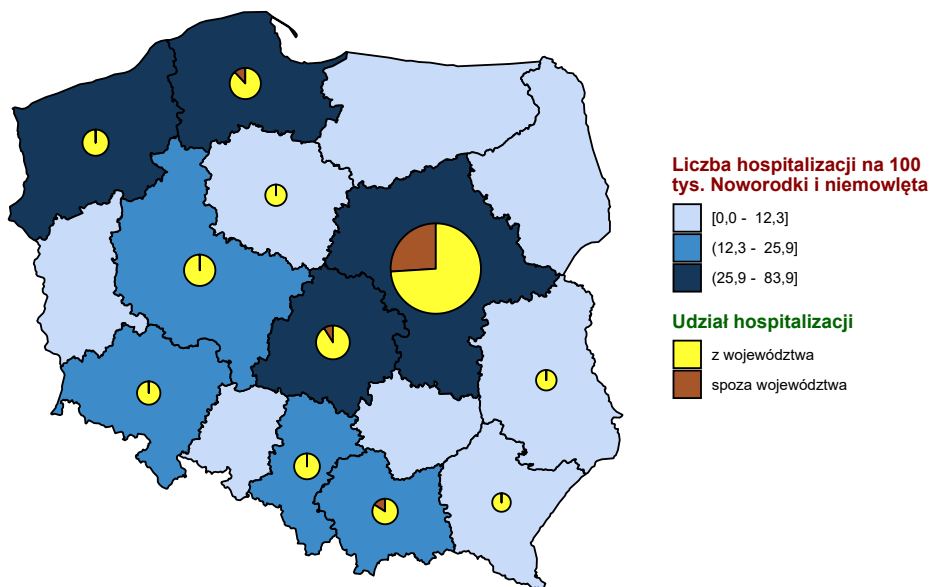 Liczba hospitalizacji na 100
tys. Noworodki i niemowlęta
[0,0 - 12,3]
(12,3 - 25,9]
(25,9 - 83,9]
Udział hospitalizacji
z województwa
spoza województwa